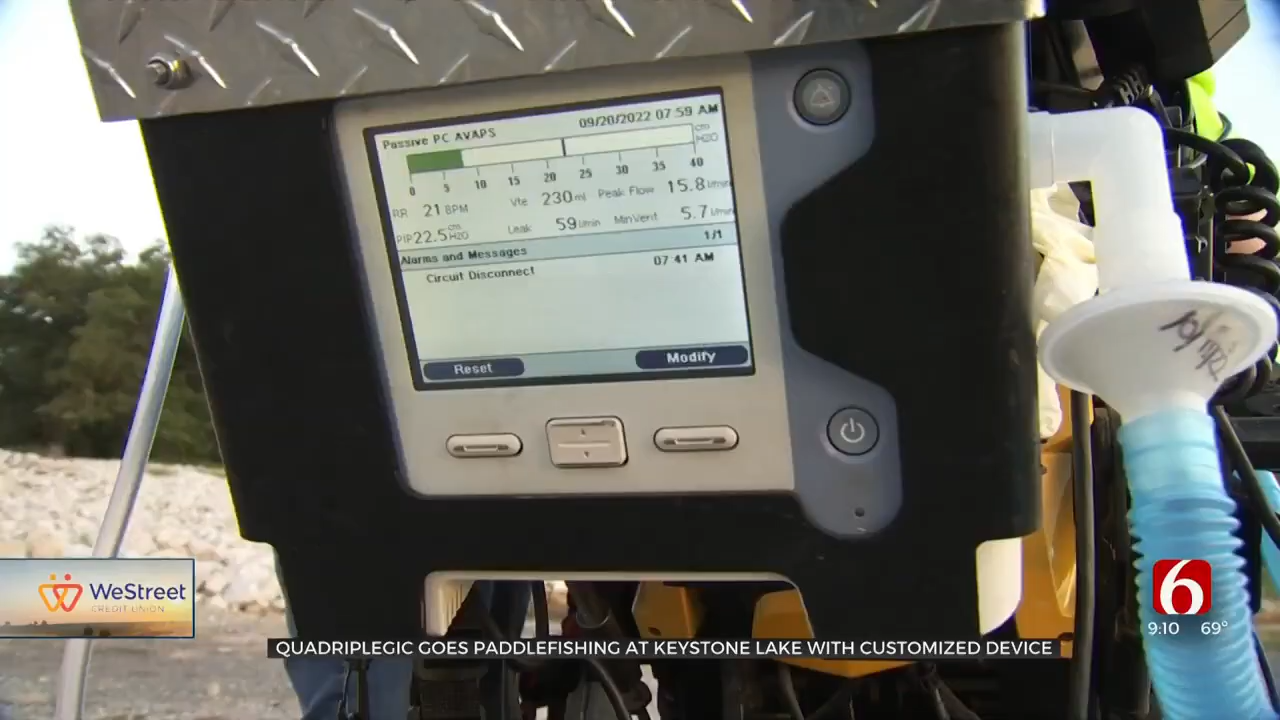 Passive PC AVAPS
09/20/2022 07:59 AM
cm
H2O
0 5 10 15 20 25 30 35 40
RR 21 BPM Vte 230 ml Peak Flow 15.8 l/min
PIP 22.5 cm H2O Leak 59 l/min MinVent 5.7 l/min
Alarms and Messages 1/1
Circuit Disconnect 07:41 AM
Reset Modify
WeStreet
CREDIT UNION
6
9:10 69°
QUADRIPLEGIC GOES PADDLEFISHING AT KEYSTONE LAKE WITH CUSTOMIZED DEVICE